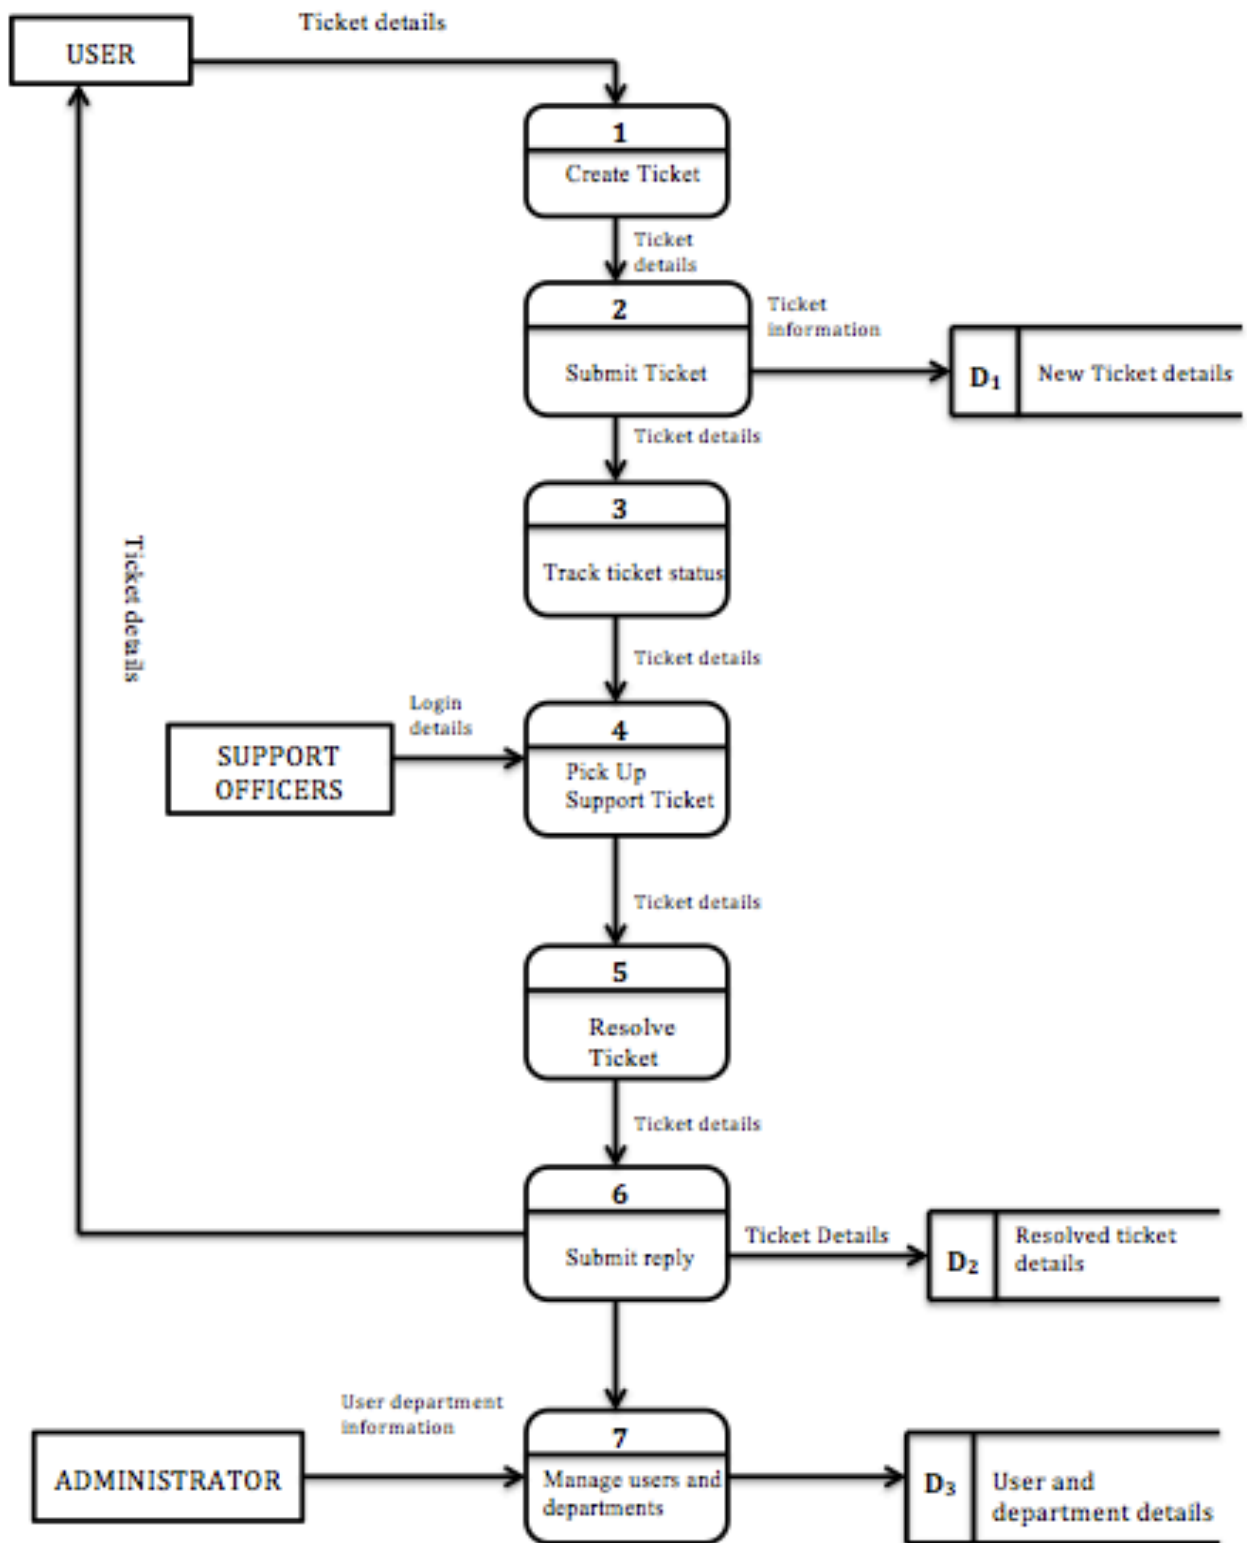 Ticket details
USER
1
Create Ticket
Ticket
details
2
Submit Ticket
Ticket
information
D₁
New Ticket details
Ticket details
3
Track ticket status
Ticket details
Ticket details
Login
details
SUPPORT
OFFICERS
4
Pick Up
Support Ticket
Ticket details
5
Resolve
Ticket
Ticket details
6
Submit reply
Ticket Details
D₂
Resolved ticket
details
User department
information
ADMINISTRATOR
7
Manage users and
departments
D₃
User and
department details